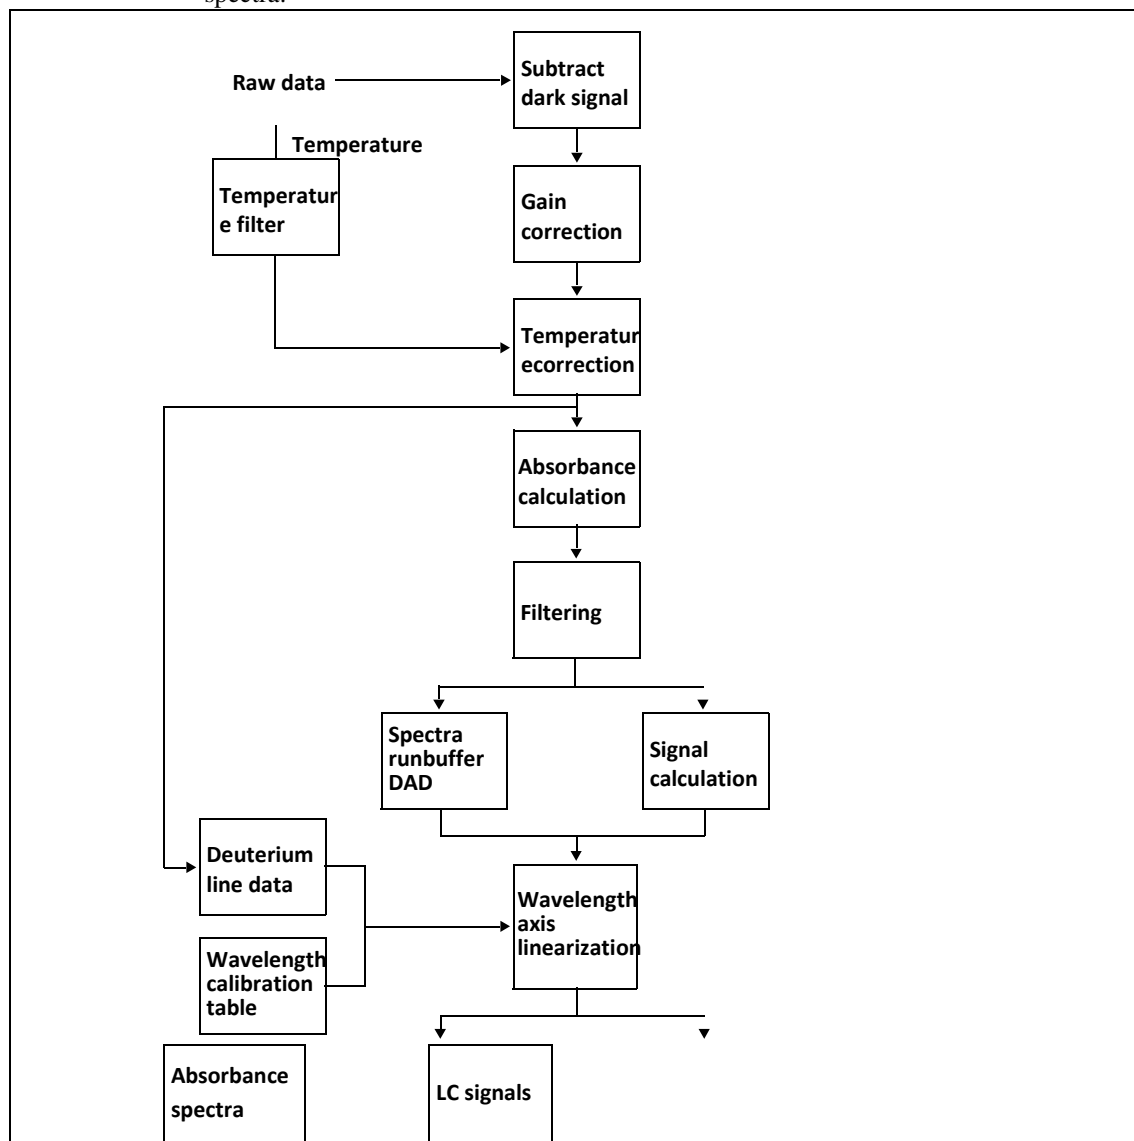 spectra.
Raw data
Subtract
dark signal
Temperature
Temperatur
e filter
Gain
correction
Temperatur
ecorrection
Absorbance
calculation
Filtering
Spectra
runbuffer
DAD
Signal
calculation
Deuterium
line data
Wavelength
axis
linearization
Wavelength
calibration
table
Absorbance
spectra
LC signals